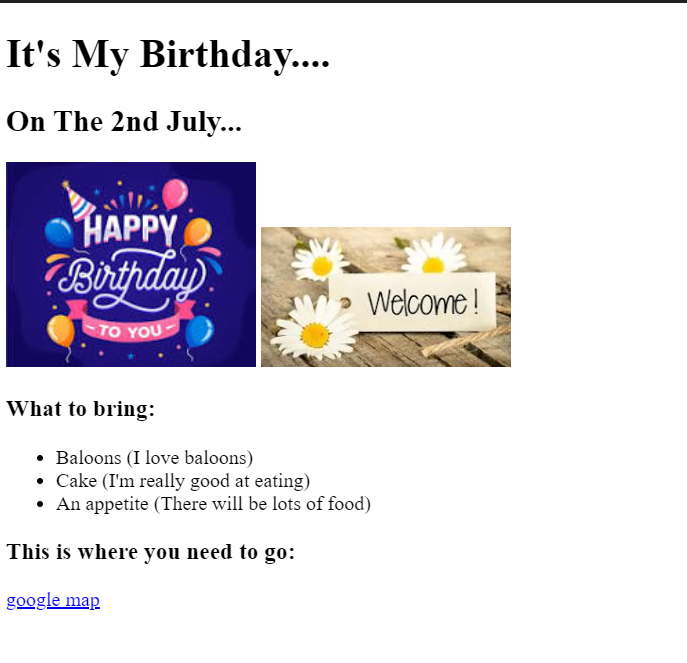 It's My Birthday....
On The 2nd July...
HAPPY
Birthday
- TO YOU -
Welcome!
What to bring:
• Baloons (I love baloons)
• Cake (I'm really good at eating)
• An appetite (There will be lots of food)
This is where you need to go:
google map